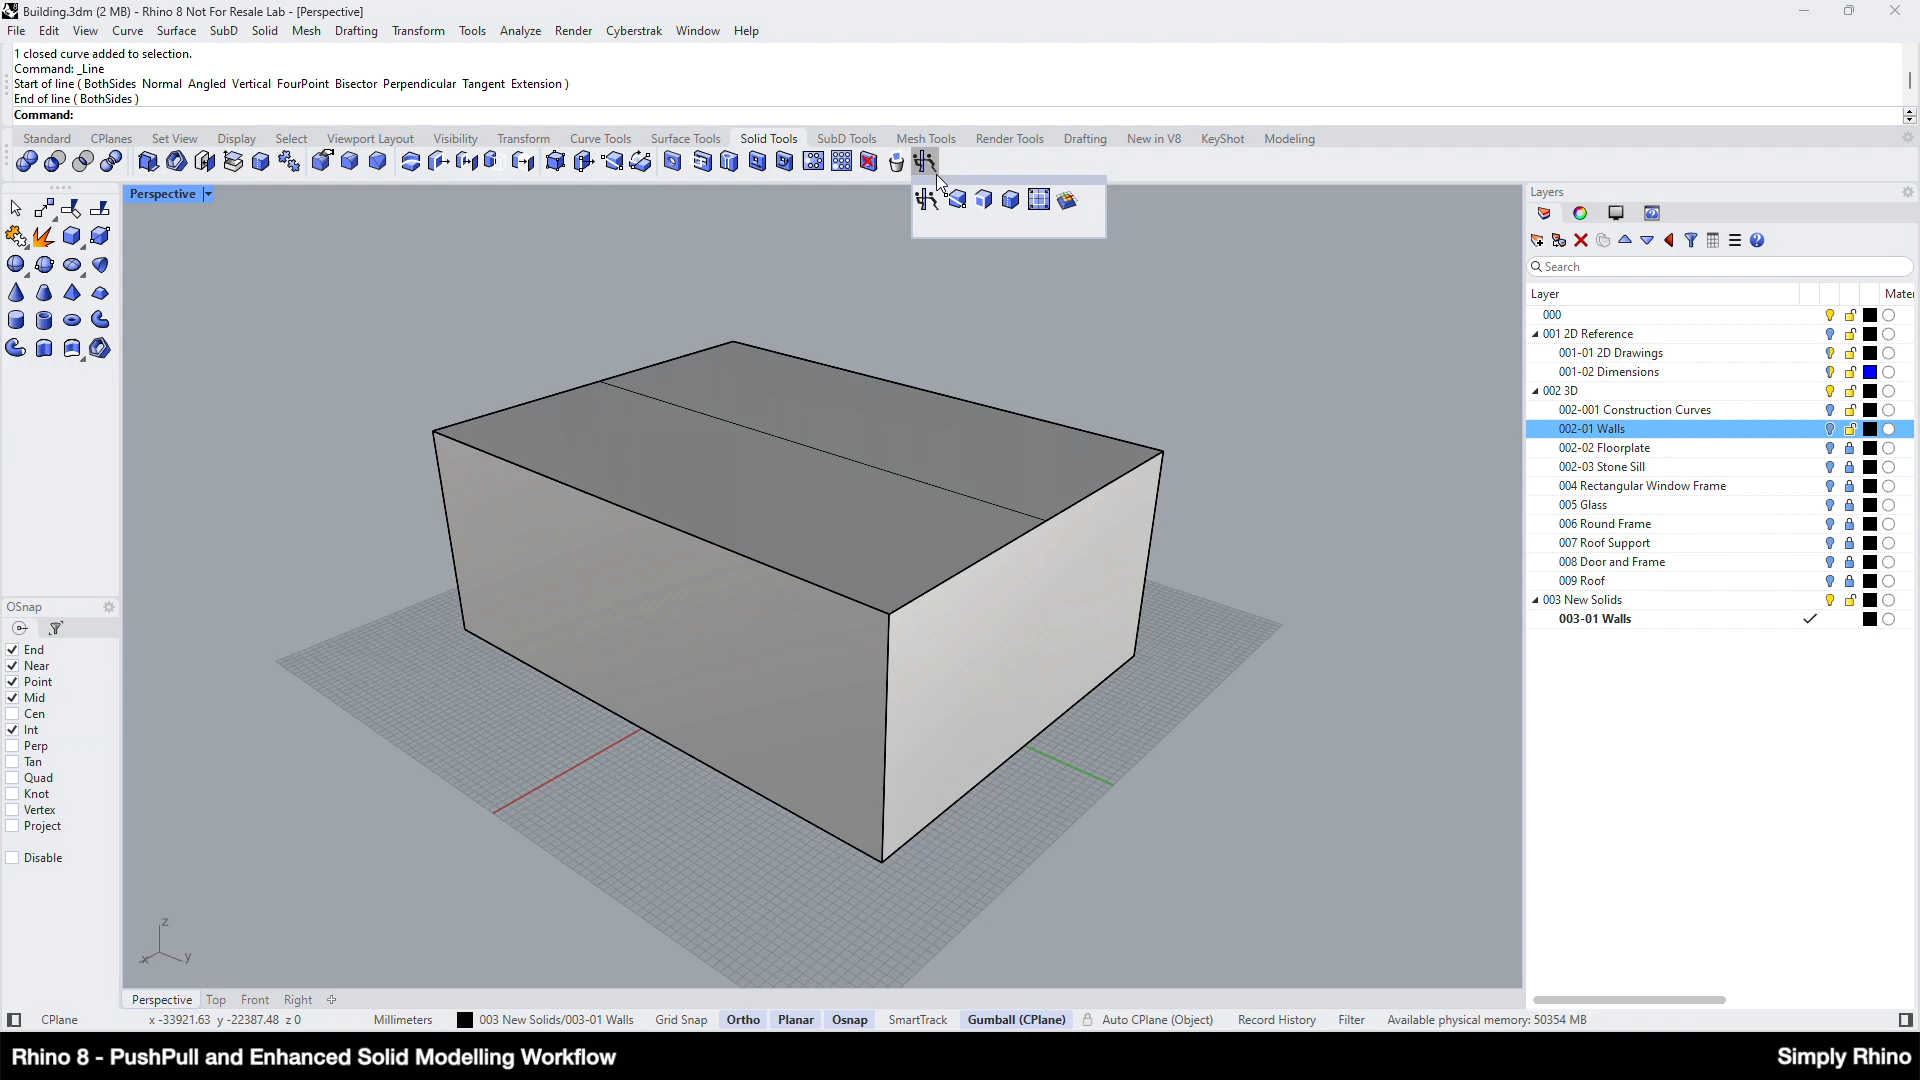 Building.3dm (2 MB) - Rhino 8 Not For Resale Lab - [Perspective]
File Edit View Curve Surface SubD Solid Mesh Drafting Transform Tools Analyze Render Cyberstrak Window Help
1 closed curve added to selection.
Command: _Line
Start of line ( BothSides Normal Angled Vertical FourPoint Bisector Perpendicular Tangent Extension )
End of line ( BothSides )
Command:
Standard CPlanes Set View Display Select Viewport Layout Visibility Transform Curve Tools Surface Tools Solid Tools SubD Tools Mesh Tools Render Tools Drafting New in V8 KeyShot Modeling
Perspective
Layers
Search
Layer Mater
000
001 2D Reference
001-01 2D Drawings
001-02 Dimensions
002 3D
002-001 Construction Curves
002-01 Walls
002-02 Floorplate
002-03 Stone Sill
004 Rectangular Window Frame
005 Glass
006 Round Frame
007 Roof Support
008 Door and Frame
009 Roof
003 New Solids
003-01 Walls
OSnap
End
Near
Point
Mid
Cen
Int
Perp
Tan
Quad
Knot
Vertex
Project
Disable
z
x y
Perspective Top Front Right
CPlane x -33921.63 y -22387.48 z 0 Millimeters 003 New Solids/003-01 Walls Grid Snap Ortho Planar Osnap SmartTrack Gumball (CPlane) Auto CPlane (Object) Record History Filter Available physical memory: 50354 MB
Rhino 8 - PushPull and Enhanced Solid Modelling Workflow Simply Rhino